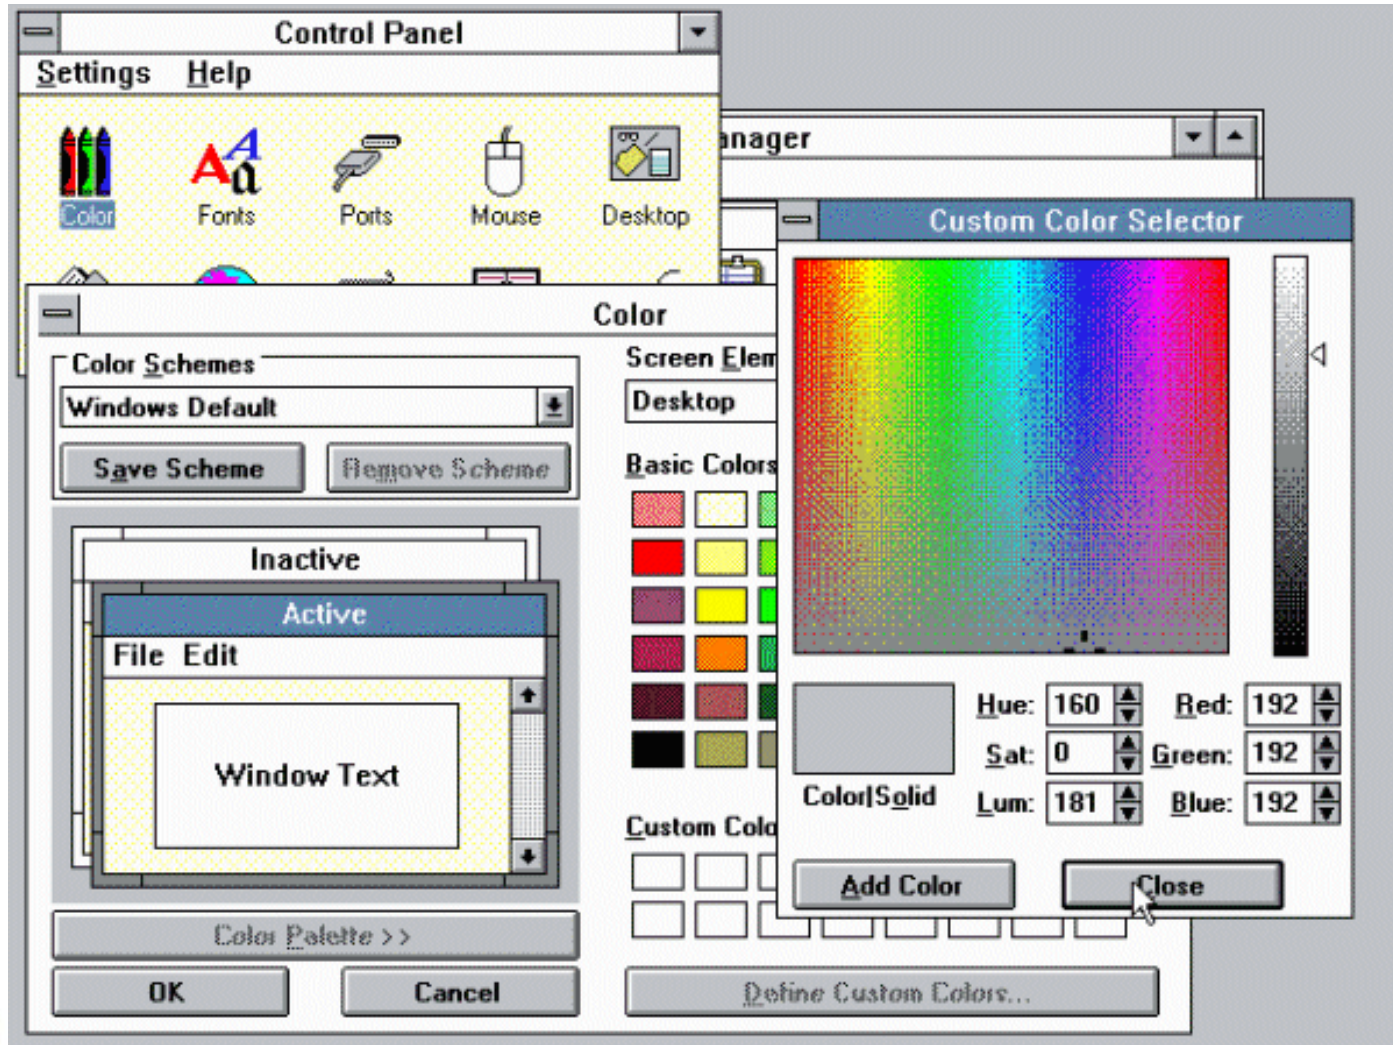 Control Panel
Settings Help
Color Fonts Ports Mouse Desktop
anager
Custom Color Selector
Color
Color Schemes
Windows Default
Save Scheme Remove Scheme
Inactive
Active
File Edit
Window Text
Color Palette >>
OK Cancel
Screen Elem
Desktop
Basic Colors
Custom Colo
Define Custom Colors...
Color|Solid
Hue: 160 Red: 192
Sat: 0 Green: 192
Lum: 181 Blue: 192
Add Color Close